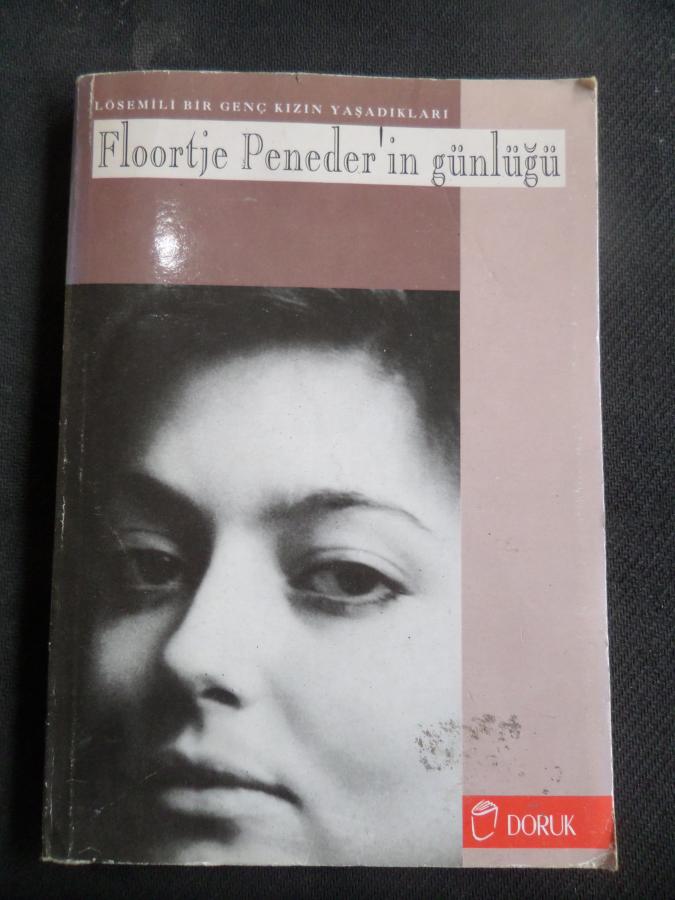 LÖSEMİLİ BİR GENÇ KIZIN YAŞADIKLARI
Floortje Peneder'in günlüğü
DORUK